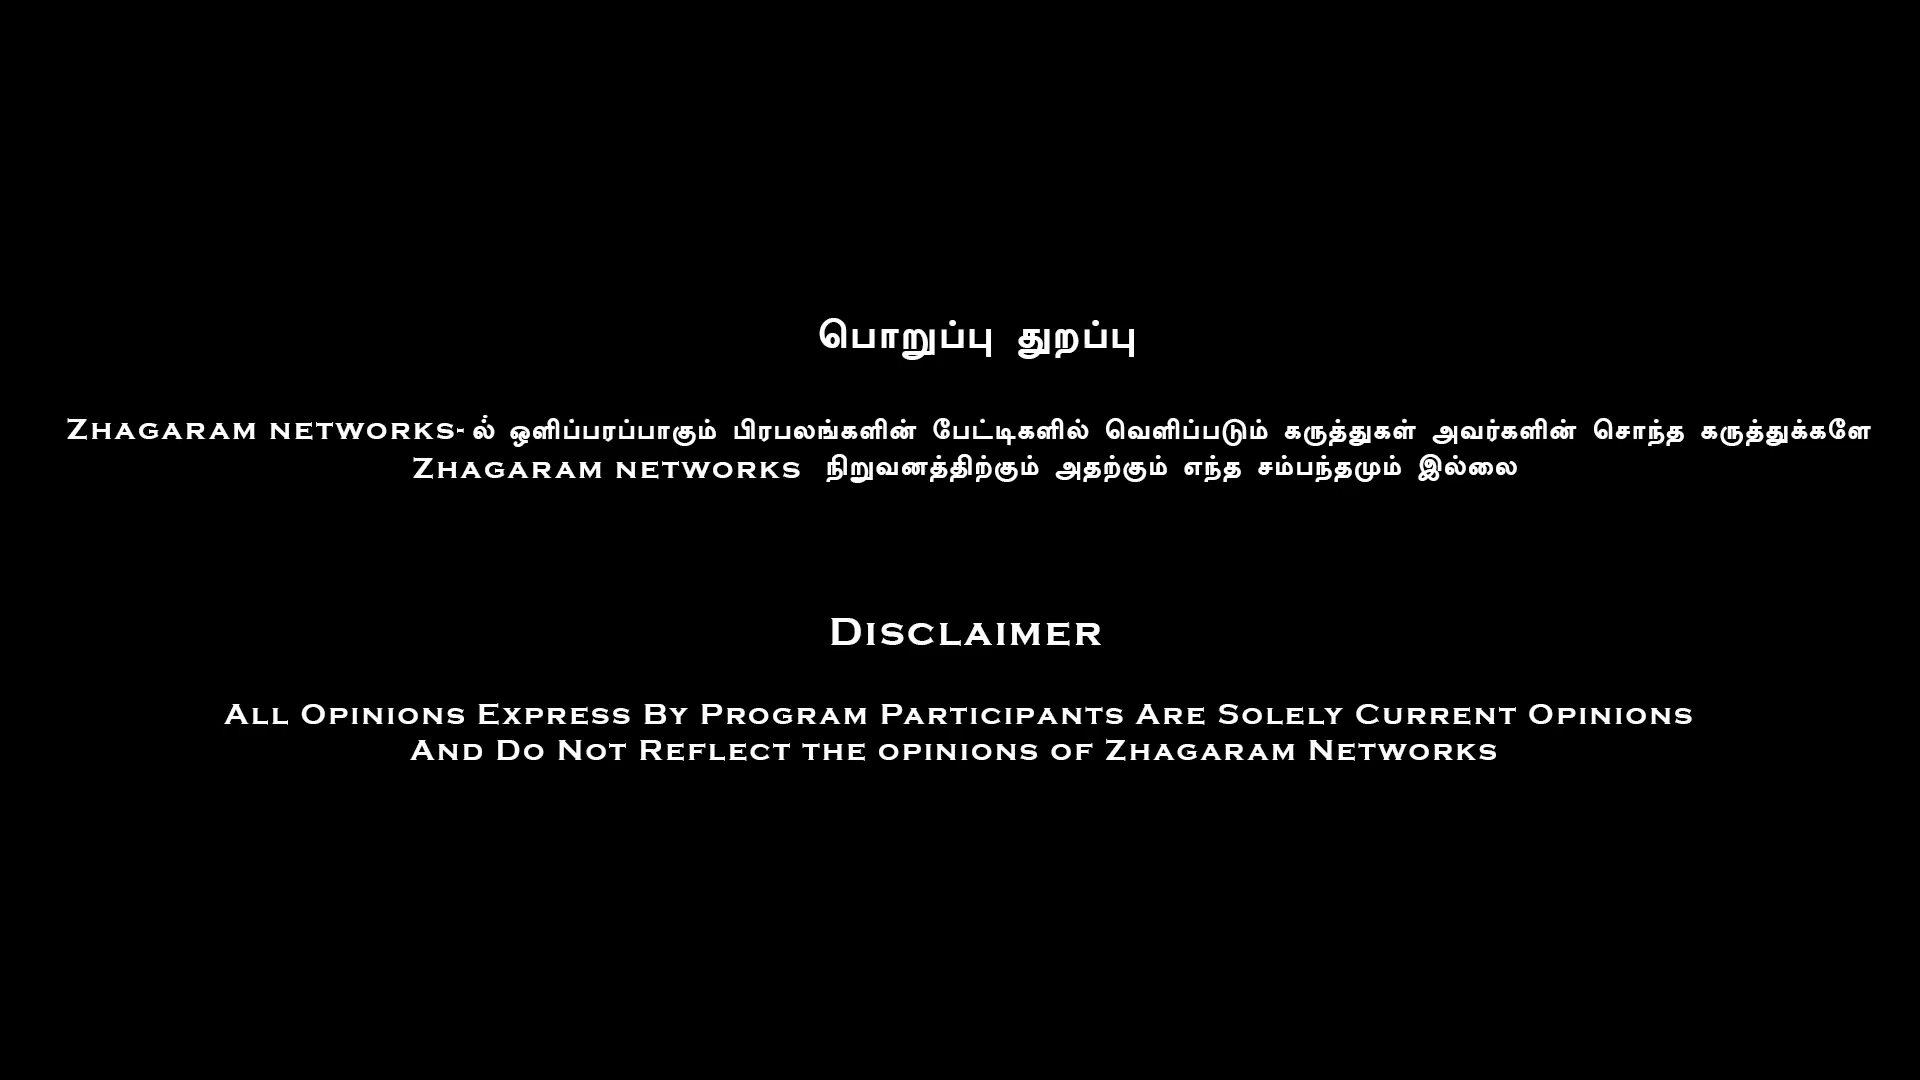 பொறுப்பு துறப்பு
Zhagaram networks-ல் ஒளிப்பரப்பாகும் பிரபலங்களின் பேட்டிகளில் வெளிப்படும் கருத்துகள் அவர்களின் சொந்த கருத்துக்களே
Zhagaram networks நிறுவனத்திற்கும் அதற்கும் எந்த சம்பந்தமும் இல்லை
Disclaimer
All Opinions Express By Program Participants Are Solely Current Opinions
And Do Not Reflect the opinions of Zhagaram Networks